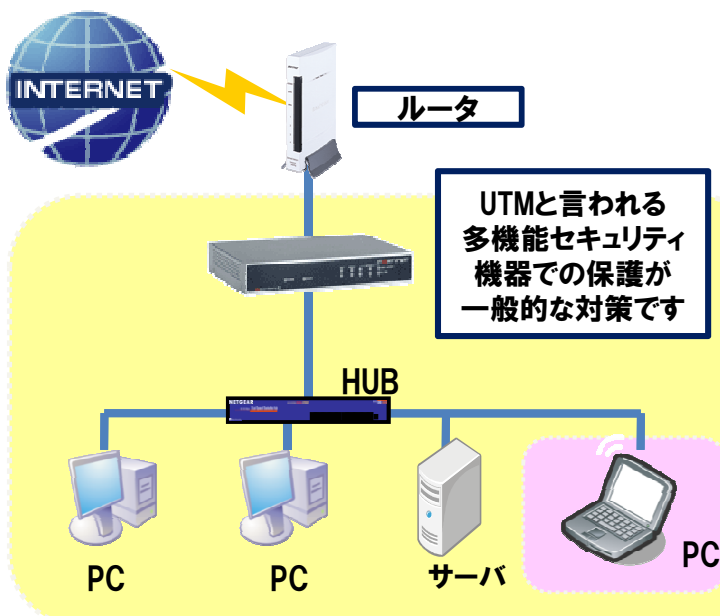 INTERNET
ルータ
UTMと言われる
多機能セキュリティ
機器での保護が
一般的な対策です
HUB
NETGEAR
PC
PC
サーバ
PC